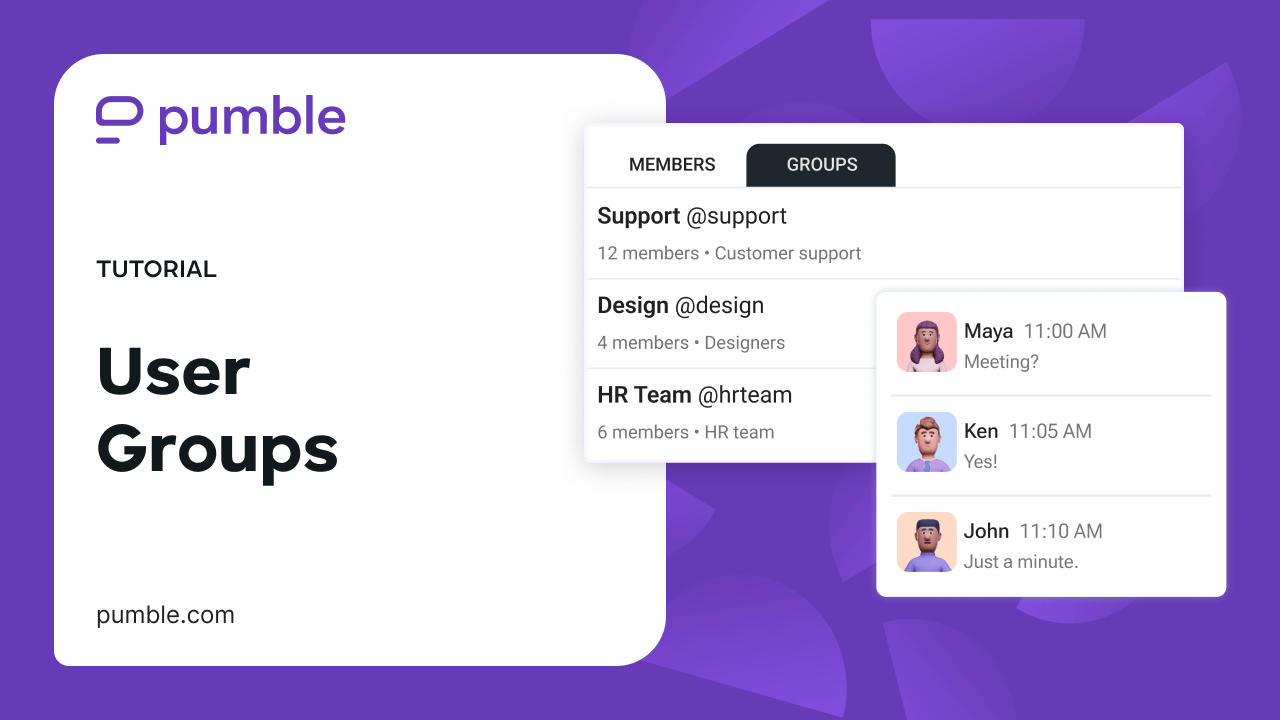 pumble
TUTORIAL
User
Groups
pumble.com
MEMBERS GROUPS
Support @support
12 members • Customer support
Design @design
4 members • Designers
HR Team @hrteam
6 members • HR team
Maya 11:00 AM
Meeting?
Ken 11:05 AM
Yes!
John 11:10 AM
Just a minute.